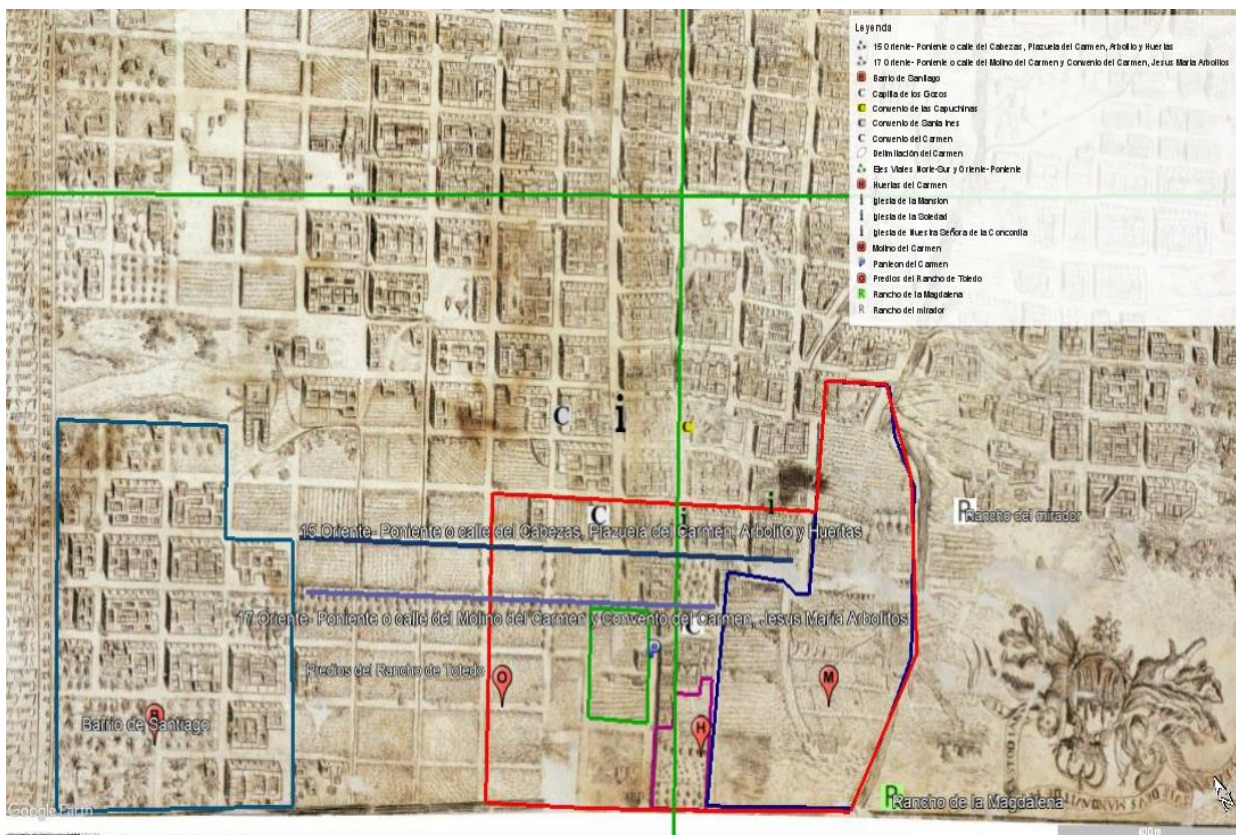 Leyenda
15 Oriente- Poniente o calle del Cabezas, Plazuela del Carmen, Arbolito y Huertas
17 Oriente- Poniente o calle del Molino del Carmen y Convento del Carmen, Jesus Maria Arbolitos
B Barrio de Santiago
C Capilla de los Gozos
C Convento de las Capuchinas
C Convento de Santa Ines
C Convento del Carmen
Delimitación del Carmen
Ejes Viales Norte-Sur y Oriente-Poniente
H Huertas del Carmen
i Iglesia de la Mansion
i Iglesia de la Soledad
i Iglesia de Nuestra Señora de la Concordia
M Molino del Carmen
P Panteon del Carmen
O Predios del Rancho de Toledo
R Rancho de la Magdalena
R Rancho del mirador
C
i
C
C
i
i
R
Rancho del mirador
15 Oriente- Poniente o calle del Cabezas, Plazuela del Carmen, Arbolito y Huertas
17 Oriente- Poniente o calle del Molino del Carmen y Convento del Carmen, Jesus María Arbolitos
C
P
Predios del Rancho de Toledo
O
M
B
Barrio de Santiago
H
R
Rancho de la Magdalena
Google Earth